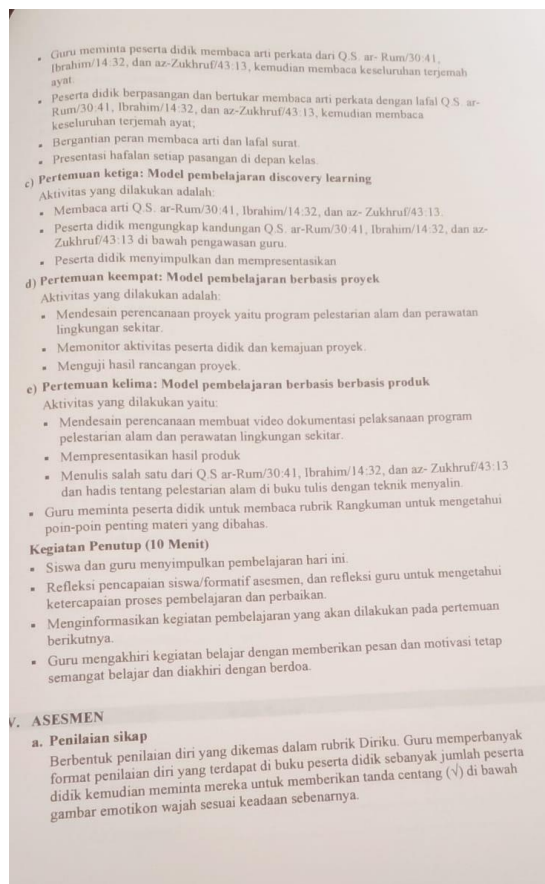 ▪ Guru meminta peserta didik membaca arti perkata dari Q.S. ar- Rum/30:41,
Ibrahim/14:32, dan az-Zukhruf/43:13, kemudian membaca keseluruhan terjemah
ayat.
▪ Peserta didik berpasangan dan bertukar membaca arti perkata dengan lafal Q.S. ar-
Rum/30:41, Ibrahim/14:32, dan az-Zukhruf/43:13, kemudian membaca
keseluruhan terjemah ayat;
▪ Bergantian peran membaca arti dan lafal surat.
▪ Presentasi hafalan setiap pasangan di depan kelas.
c) Pertemuan ketiga: Model pembelajaran discovery learning
Aktivitas yang dilakukan adalah:
▪ Membaca arti Q.S. ar-Rum/30:41, Ibrahim/14:32, dan az- Zukhruf/43:13.
▪ Peserta didik mengungkap kandungan Q.S. ar-Rum/30:41, Ibrahim/14:32, dan az-
Zukhruf/43:13 di bawah pengawasan guru.
▪ Peserta didik menyimpulkan dan mempresentasikan
d) Pertemuan keempat: Model pembelajaran berbasis proyek
Aktivitas yang dilakukan adalah:
▪ Mendesain perencanaan proyek yaitu program pelestarian alam dan perawatan
lingkungan sekitar.
▪ Memonitor aktivitas peserta didik dan kemajuan proyek.
▪ Menguji hasil rancangan proyek.
e) Pertemuan kelima: Model pembelajaran berbasis berbasis produk
Aktivitas yang dilakukan yaitu:
▪ Mendesain perencanaan membuat video dokumentasi pelaksanaan program
pelestarian alam dan perawatan lingkungan sekitar.
▪ Mempresentasikan hasil produk
▪ Menulis salah satu dari Q.S ar-Rum/30:41, Ibrahim/14:32, dan az- Zukhruf/43:13
dan hadis tentang pelestarian alam di buku tulis dengan teknik menyalin.
▪ Guru meminta peserta didik untuk membaca rubrik Rangkuman untuk mengetahui
poin-poin penting materi yang dibahas.
Kegiatan Penutup (10 Menit)
▪ Siswa dan guru menyimpulkan pembelajaran hari ini.
▪ Refleksi pencapaian siswa/formatif asesmen, dan refleksi guru untuk mengetahui
ketercapaian proses pembelajaran dan perbaikan.
▪ Menginformasikan kegiatan pembelajaran yang akan dilakukan pada pertemuan
berikutnya.
▪ Guru mengakhiri kegiatan belajar dengan memberikan pesan dan motivasi tetap
semangat belajar dan diakhiri dengan berdoa.
V. ASESMEN
a. Penilaian sikap
Berbentuk penilaian diri yang dikemas dalam rubrik Diriku. Guru memperbanyak
format penilaian diri yang terdapat di buku peserta didik sebanyak jumlah peserta
didik kemudian meminta mereka untuk memberikan tanda centang (√) di bawah
gambar emotikon wajah sesuai keadaan sebenarnya.